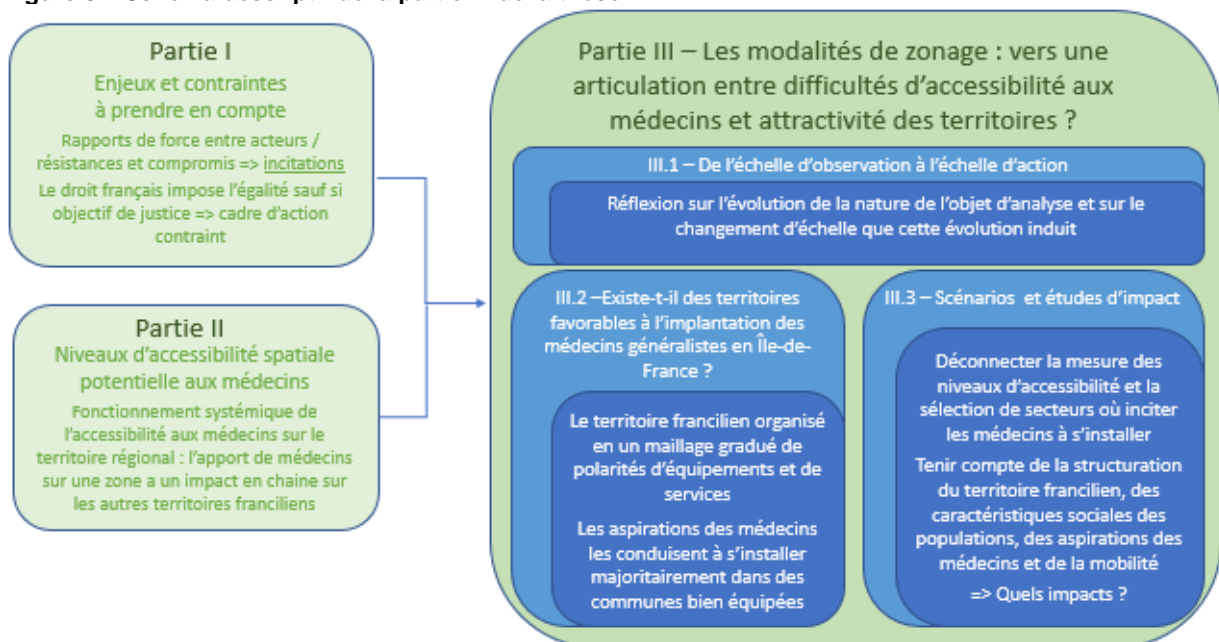 Partie I
Enjeux et contraintes
à prendre en compte
Rapports de force entre acteurs /
résistances et compromis => incitations
Le droit français impose l'égalité sauf si
objectif de justice => cadre d'action
contraint
Partie II
Niveaux d'accessibilité spatiale
potentielle aux médecins
Fonctionnement systémique de
l'accessibilité aux médecins sur le
territoire régional : l'apport de médecins
sur une zone a un impact en chaine sur
les autres territoires franciliens
Partie III – Les modalités de zonage : vers une
articulation entre difficultés d'accessibilité aux
médecins et attractivité des territoires ?
III.1 – De l'échelle d'observation à l'échelle d'action
Réflexion sur l'évolution de la nature de l'objet d'analyse et sur le
changement d'échelle que cette évolution induit
III.2 –Existe-t-il des territoires
favorables à l'implantation des
médecins généralistes en Île-de-
France ?
Le territoire francilien organisé
en un maillage gradué de
polarités d'équipements et de
services
Les aspirations des médecins
les conduisent à s'installer
majoritairement dans des
communes bien équipées
III.3 – Scénarios et études d'impact
Déconnecter la mesure des
niveaux d'accessibilité et la
sélection de secteurs où inciter
les médecins à s'installer
Tenir compte de la structuration
du territoire francilien, des
caractéristiques sociales des
populations, des aspirations des
médecins et de la mobilité
=> Quels impacts ?